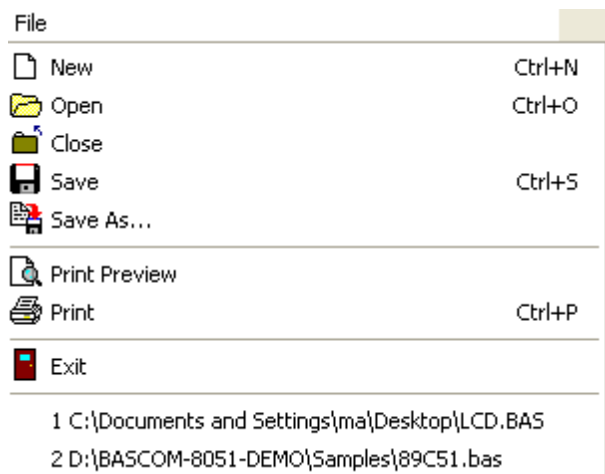 File
New Ctrl+N
Open Ctrl+O
Close
Save Ctrl+S
Save As...
Print Preview
Print Ctrl+P
Exit
1 C:\Documents and Settings\ma\Desktop\LCD.BAS
2 D:\BASCOM-8051-DEMO\Samples\89C51.bas